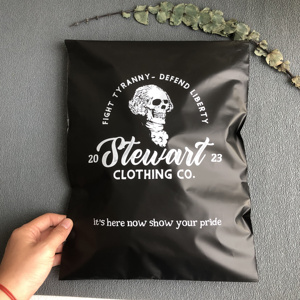 FIGHT TYRANNY - DEFEND LIBERTY
20 Stewart 23
CLOTHING CO.
it's here now show your pride